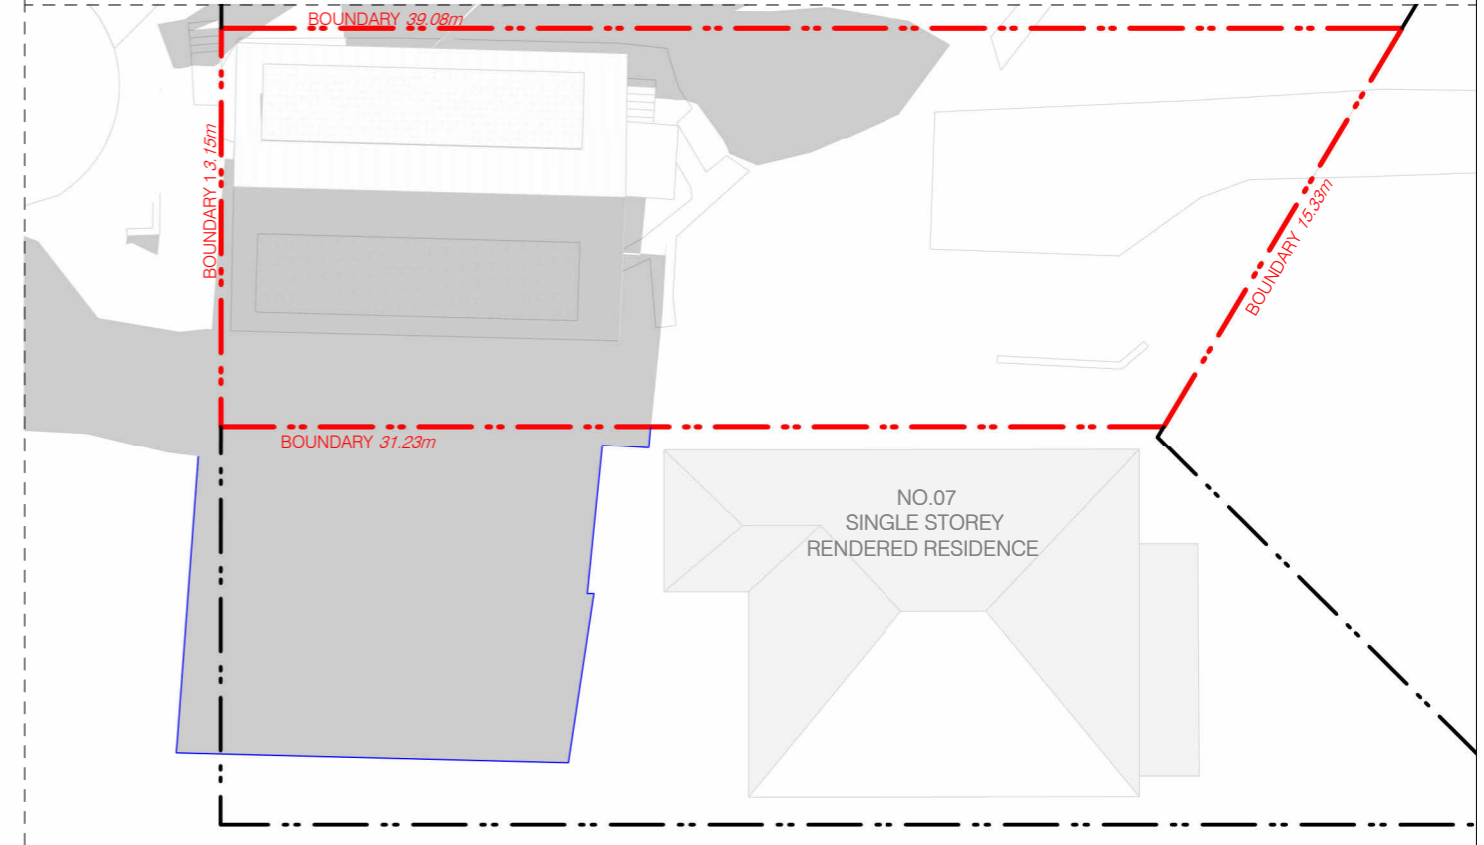 BOUNDARY 39.08m
BOUNDARY 13.15m
BOUNDARY 15.33m
BOUNDARY 31.23m
NO.07
SINGLE STOREY
RENDERED RESIDENCE